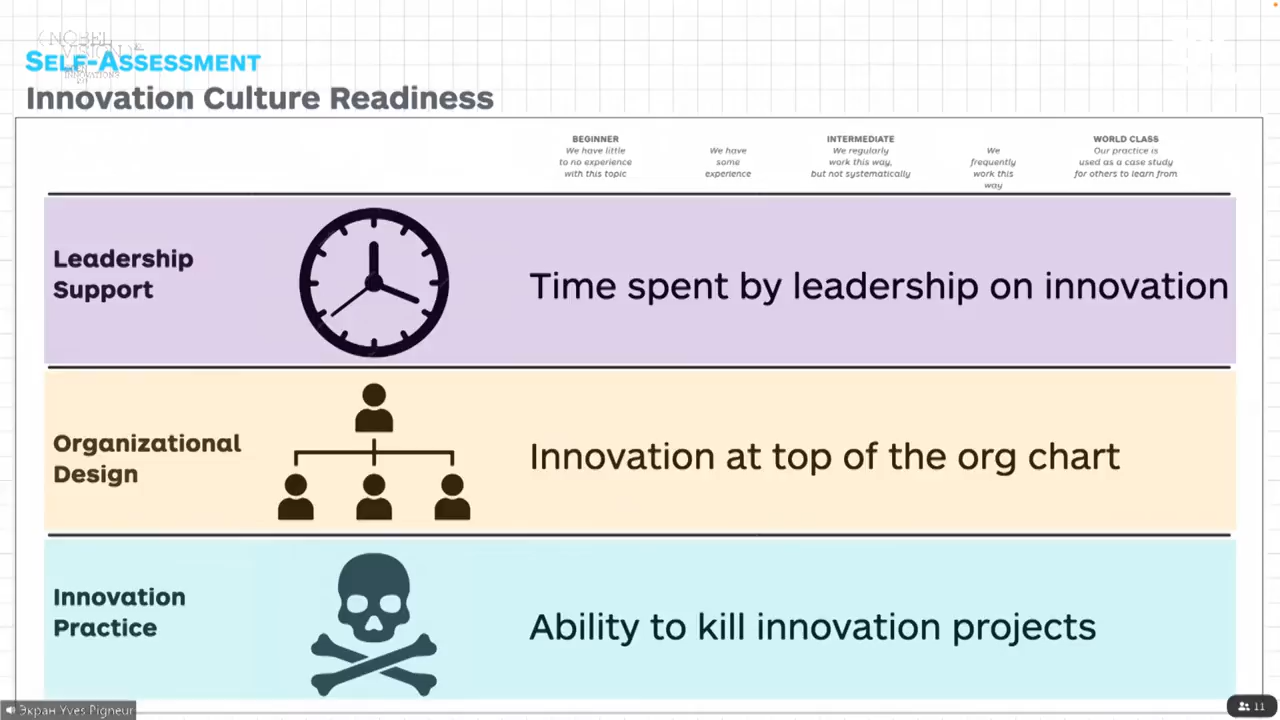 NOBEL
VISION
INNOVATIONS
SELF-ASSESSMENT
Innovation Culture Readiness
BEGINNER
We have little
to no experience
with this topic
We have
some
experience
INTERMEDIATE
We regularly
work this way,
but not systematically
We
frequently
work this
way
WORLD CLASS
Our practice is
used as a case study
for others to learn from
Leadership
Support
Time spent by leadership on innovation
Organizational
Design
Innovation at top of the org chart
Innovation
Practice
Ability to kill innovation projects
Экран Yves Pigneur
11